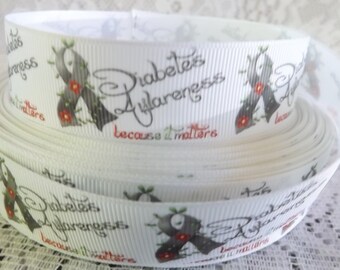 Diabetes
Awareness
because it matters
Diabetes
Awareness
because it matters